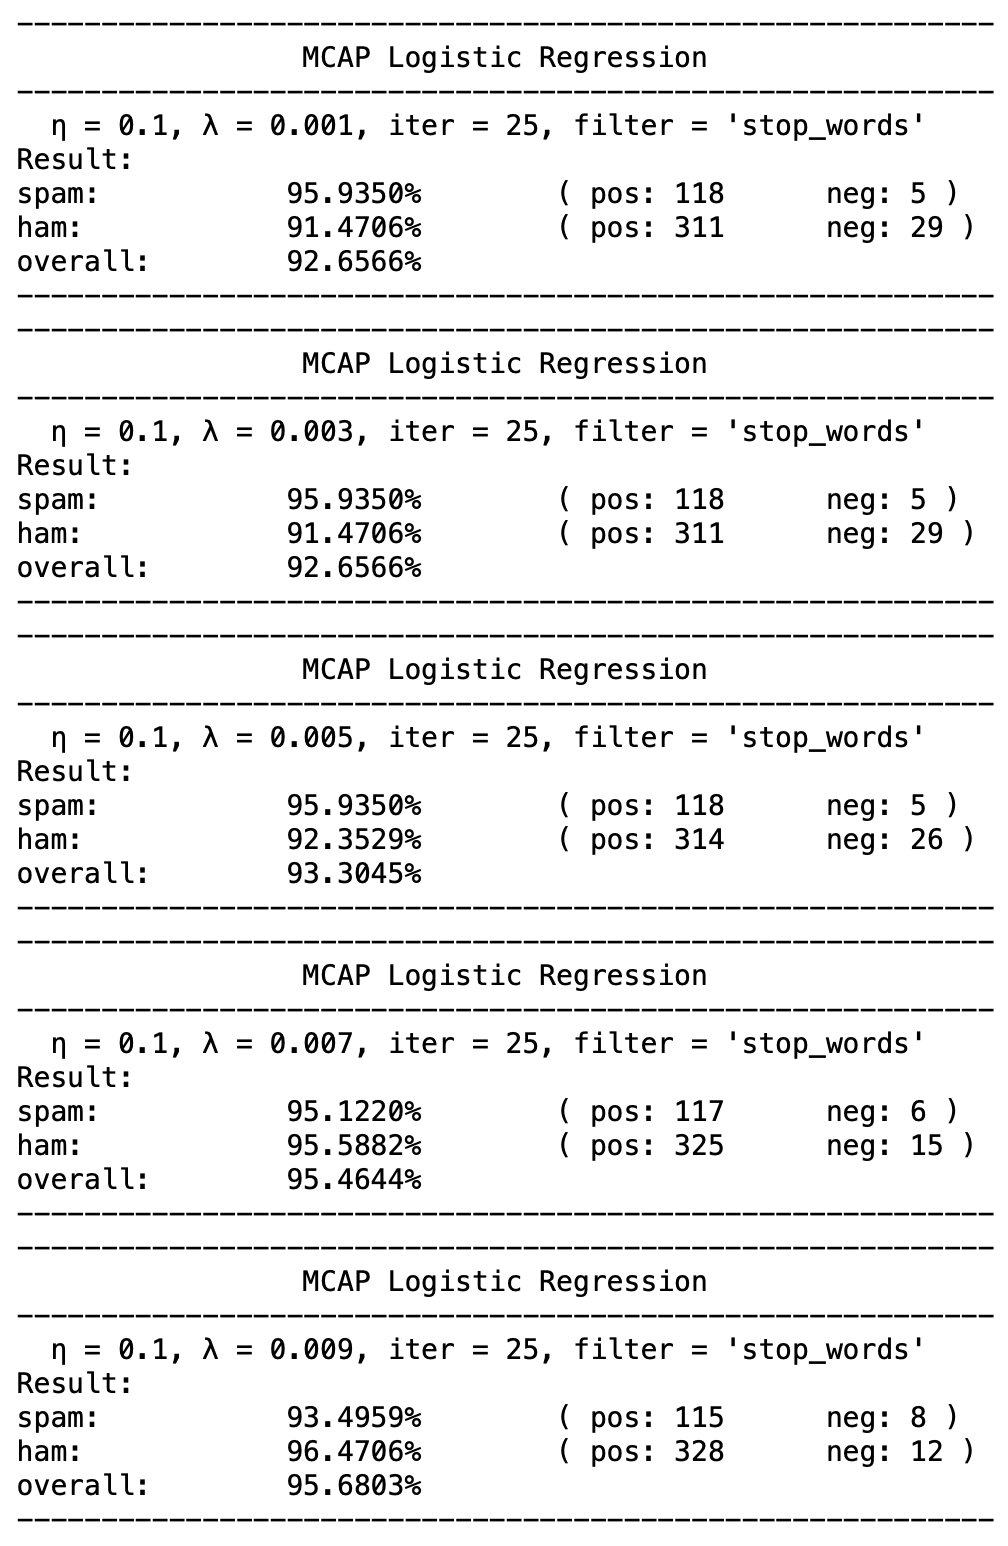 ----------------------------------------------------------
MCAP Logistic Regression
----------------------------------------------------------
η = 0.1, λ = 0.001, iter = 25, filter = 'stop_words'
Result:
spam: 95.9350% ( pos: 118 neg: 5 )
ham: 91.4706% ( pos: 311 neg: 29 )
overall: 92.6566%
----------------------------------------------------------
----------------------------------------------------------
MCAP Logistic Regression
----------------------------------------------------------
η = 0.1, λ = 0.003, iter = 25, filter = 'stop_words'
Result:
spam: 95.9350% ( pos: 118 neg: 5 )
ham: 91.4706% ( pos: 311 neg: 29 )
overall: 92.6566%
----------------------------------------------------------
----------------------------------------------------------
MCAP Logistic Regression
----------------------------------------------------------
η = 0.1, λ = 0.005, iter = 25, filter = 'stop_words'
Result:
spam: 95.9350% ( pos: 118 neg: 5 )
ham: 92.3529% ( pos: 314 neg: 26 )
overall: 93.3045%
----------------------------------------------------------
----------------------------------------------------------
MCAP Logistic Regression
----------------------------------------------------------
η = 0.1, λ = 0.007, iter = 25, filter = 'stop_words'
Result:
spam: 95.1220% ( pos: 117 neg: 6 )
ham: 95.5882% ( pos: 325 neg: 15 )
overall: 95.4644%
----------------------------------------------------------
----------------------------------------------------------
MCAP Logistic Regression
----------------------------------------------------------
η = 0.1, λ = 0.009, iter = 25, filter = 'stop_words'
Result:
spam: 93.4959% ( pos: 115 neg: 8 )
ham: 96.4706% ( pos: 328 neg: 12 )
overall: 95.6803%
----------------------------------------------------------